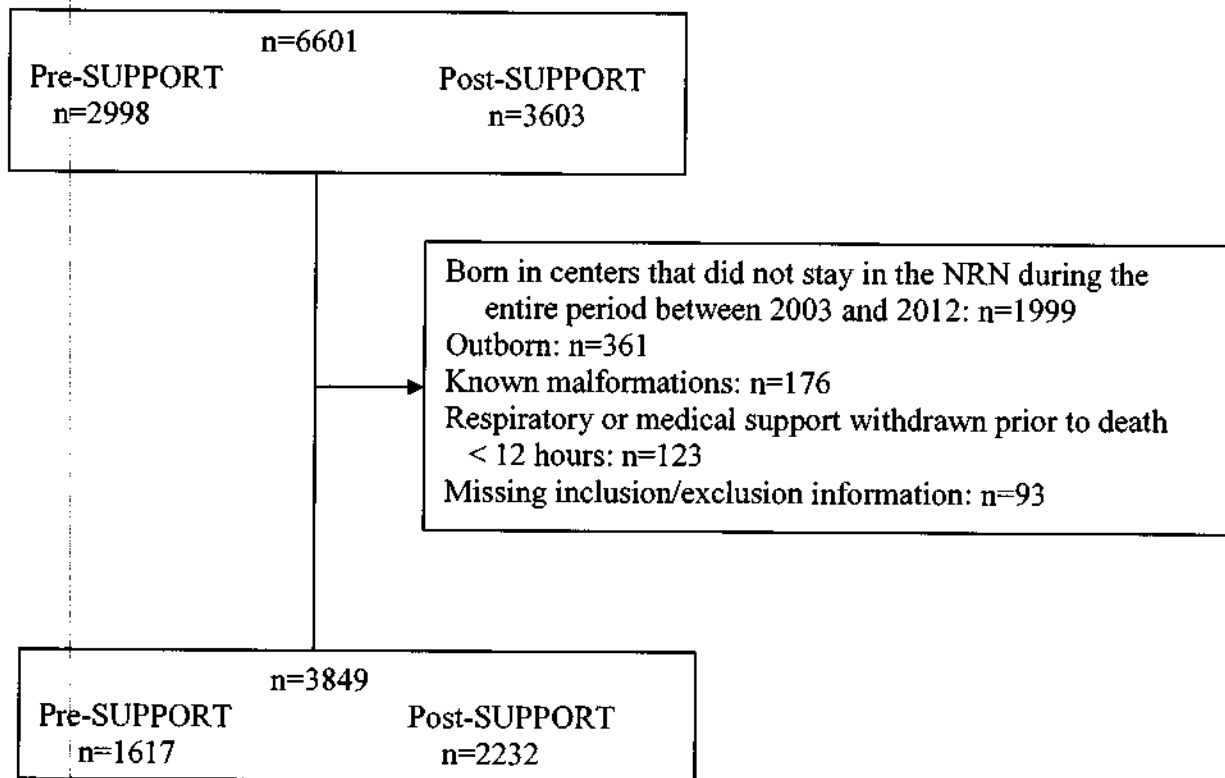 n=6601
Pre-SUPPORT Post-SUPPORT
n=2998 n=3603
Born in centers that did not stay in the NRN during the
entire period between 2003 and 2012: n=1999
Outborn: n=361
Known malformations: n=176
Respiratory or medical support withdrawn prior to death
< 12 hours: n=123
Missing inclusion/exclusion information: n=93
n=3849
Pre-SUPPORT Post-SUPPORT
n=1617 n=2232